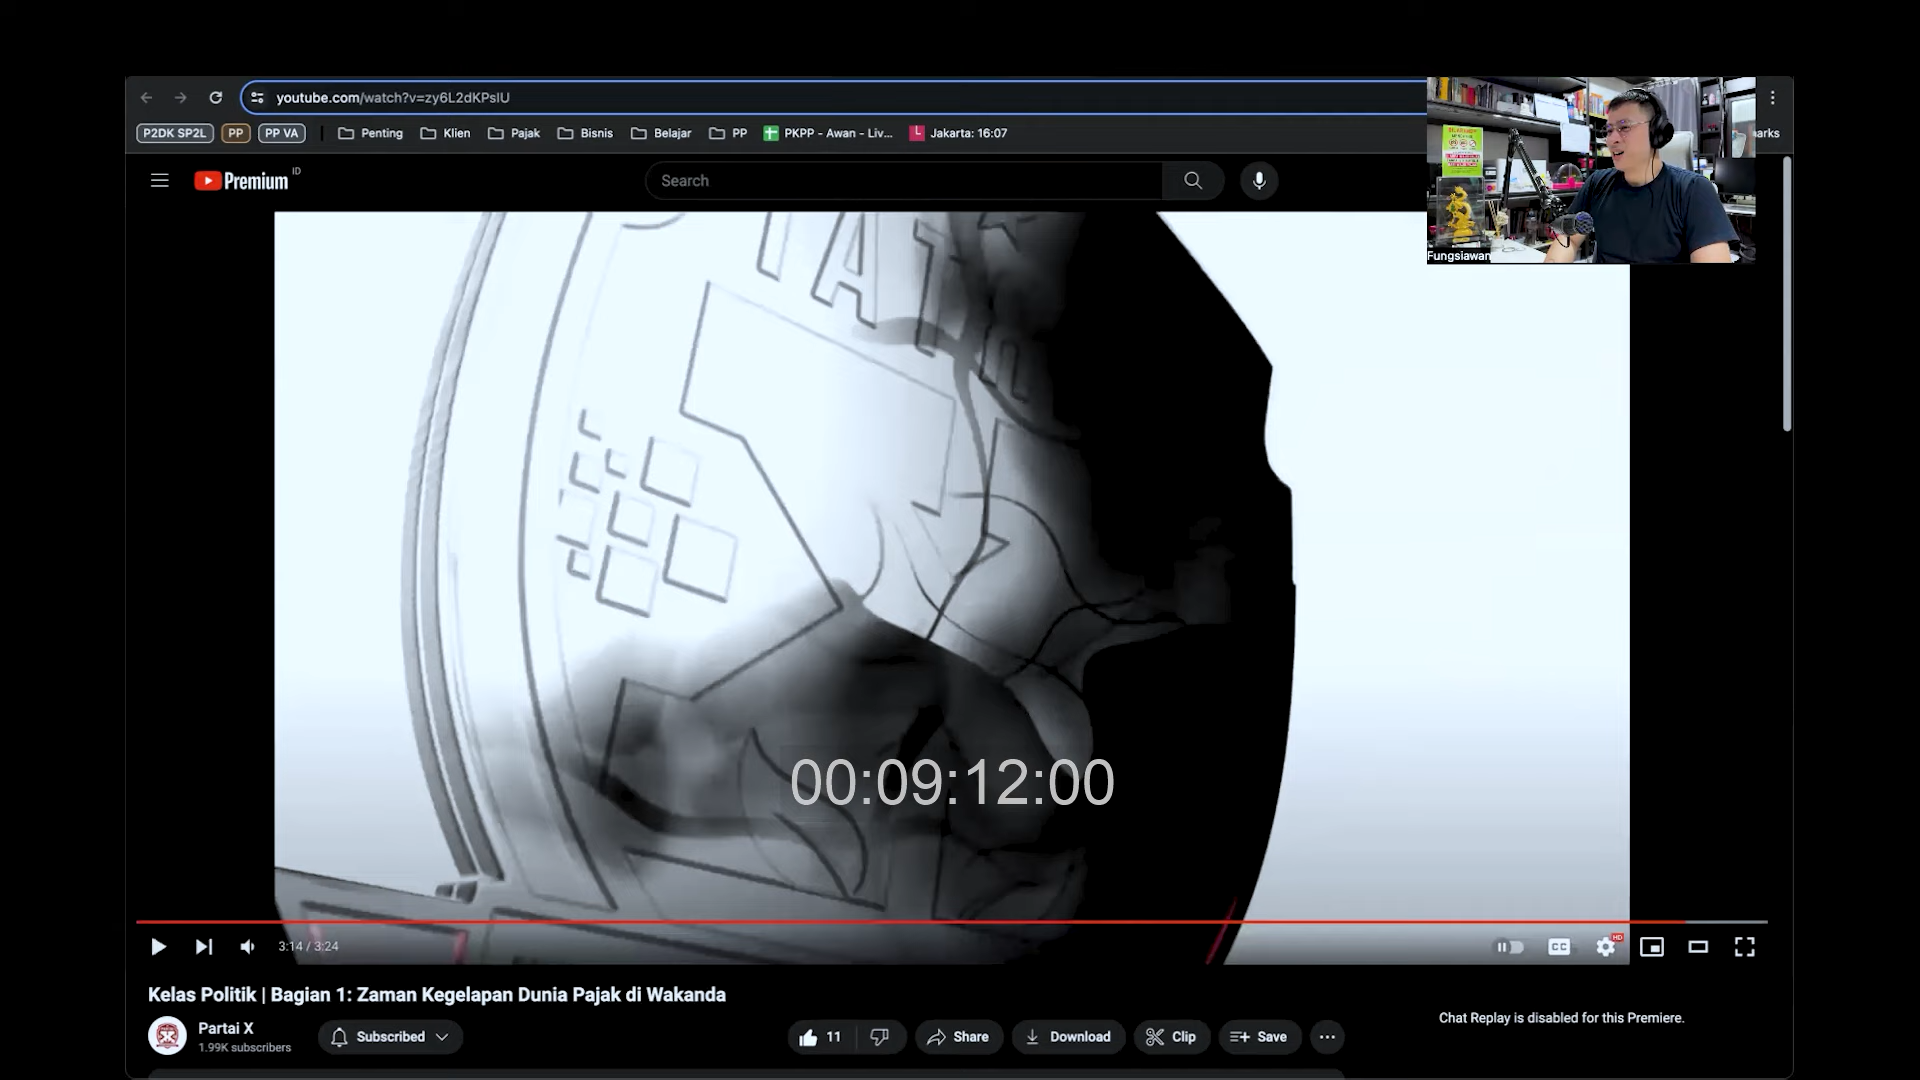 youtube.com/watch?v=zy6L2dKPsIU
P2DK SP2L PP PP VA Penting Klien Pajak Bisnis Belajar PP PKPP - Awan - Liv... Jakarta: 16:07 arks
Premium ID
Search
Fungsiawan
00:09:12:00
3:14 / 3:24
CC HD
Kelas Politik | Bagian 1: Zaman Kegelapan Dunia Pajak di Wakanda
Partai X
1.99K subscribers
Subscribed
11 Share Download Clip Save
Chat Replay is disabled for this Premiere.